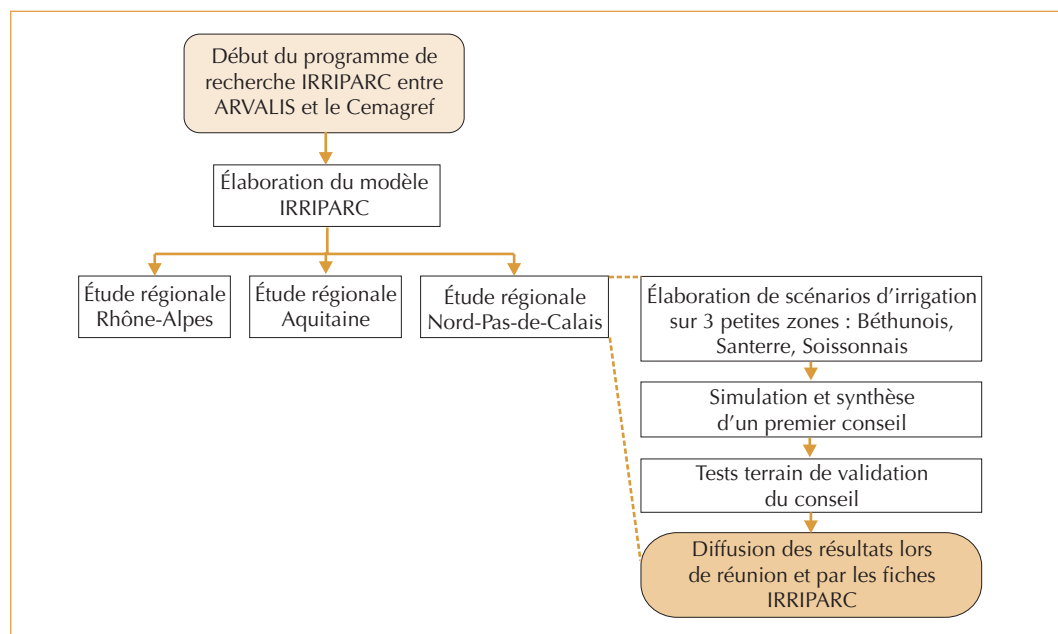 Début du programme de
recherche IRRIPARC entre
ARVALIS et le Cemagref
Élaboration du modèle
IRRIPARC
Étude régionale
Rhône-Alpes
Étude régionale
Aquitaine
Étude régionale
Nord-Pas-de-Calais
Élaboration de scénarios d’irrigation
sur 3 petites zones : Béthunois,
Santerre, Soissonnais
Simulation et synthèse
d’un premier conseil
Tests terrain de validation
du conseil
Diffusion des résultats lors
de réunion et par les fiches
IRRIPARC